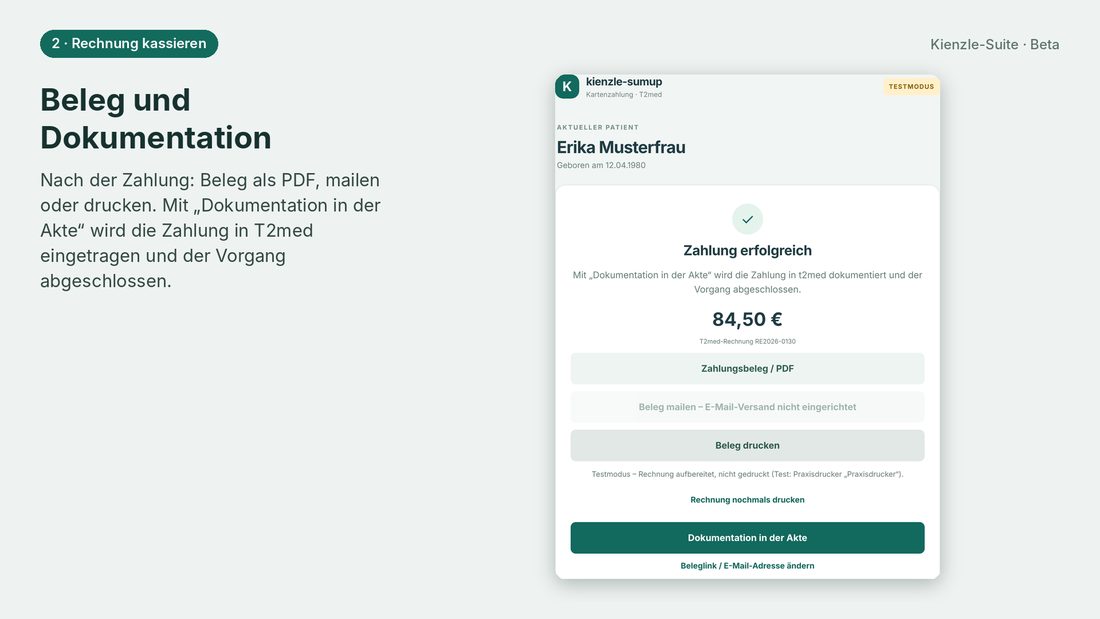 2 · Rechnung kassieren
Kienzle-Suite · Beta
Beleg und
Dokumentation
Nach der Zahlung: Beleg als PDF, mailen
oder drucken. Mit „Dokumentation in der
Akte“ wird die Zahlung in T2med
eingetragen und der Vorgang
abgeschlossen.
K
kienzle-sumup
Kartenzahlung · T2med
TESTMODUS
AKTUELLER PATIENT
Erika Musterfrau
Geboren am 12.04.1980
Zahlung erfolgreich
Mit „Dokumentation in der Akte“ wird die Zahlung in t2med dokumentiert und der
Vorgang abgeschlossen.
84,50 €
T2med-Rechnung RE2026-0130
Zahlungsbeleg / PDF
Beleg mailen – E-Mail-Versand nicht eingerichtet
Beleg drucken
Testmodus – Rechnung aufbereitet, nicht gedruckt (Test: Praxisdrucker „Praxisdrucker“).
Rechnung nochmals drucken
Dokumentation in der Akte
Beleglink / E-Mail-Adresse ändern